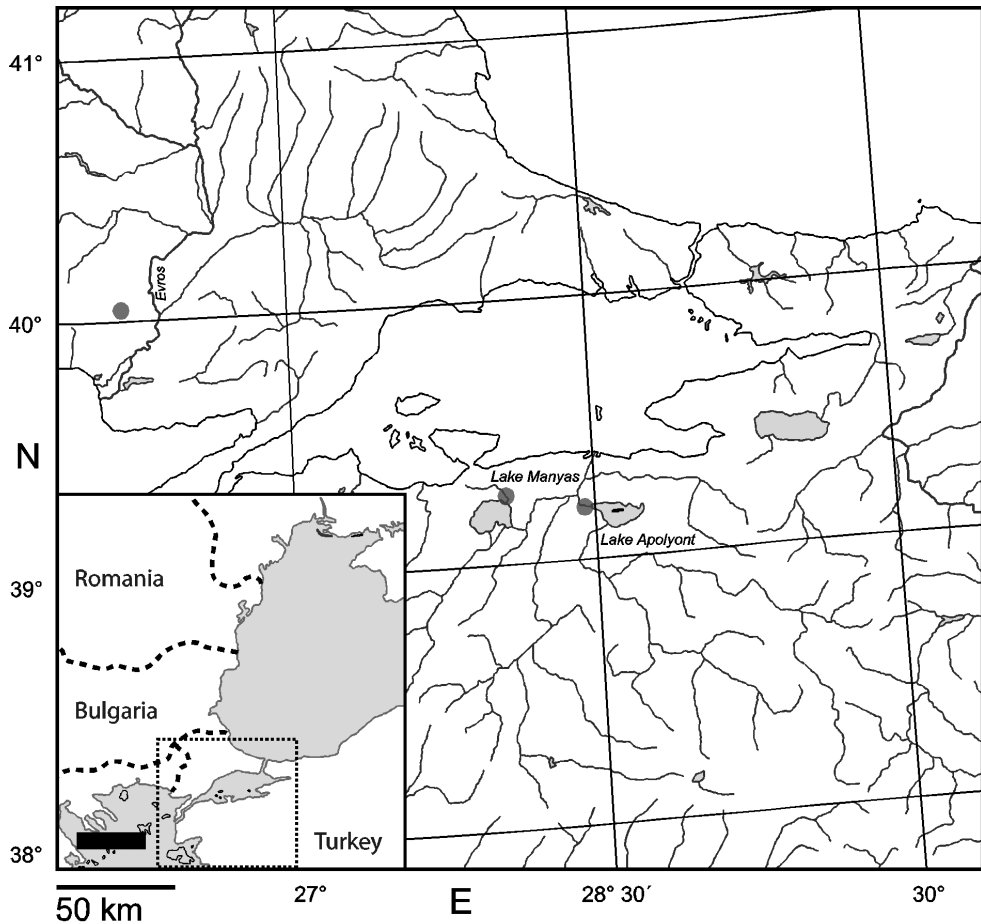 41°
Evros
40°
N
Lake Manyas
Lake Apolyont
39°
Romania
Bulgaria
Turkey
38°
27°
28° 30´
30°
E
50 km